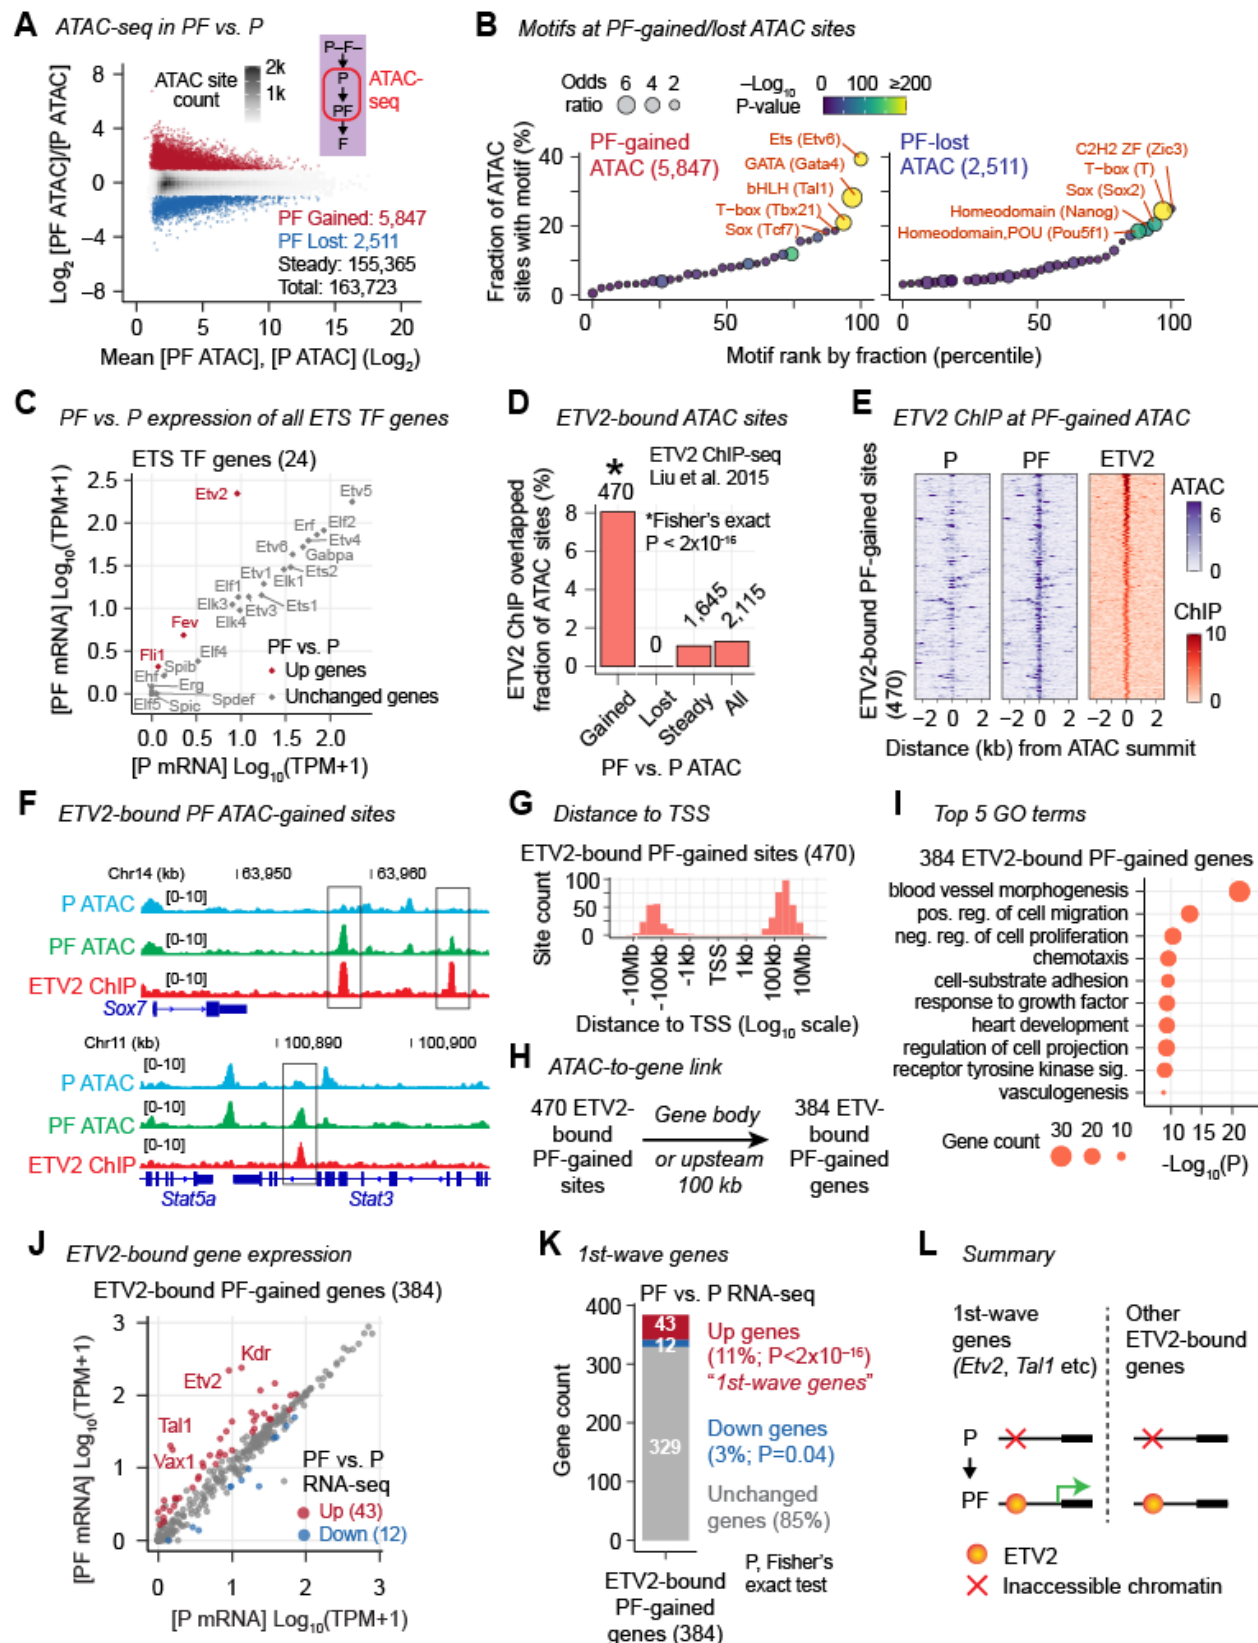 A ATAC-seq in PF vs. P
Log2 [PF ATAC]/[P ATAC]
8
4
0
−4
−8
ATAC site
count
2k
1k
P–F–
P
PF
F
ATAC-
seq
PF Gained: 5,847
PF Lost: 2,511
Steady: 155,365
Total: 163,723
0 5 10 15 20
Mean [PF ATAC], [P ATAC] (Log2)
B Motifs at PF-gained/lost ATAC sites
Odds
ratio
6 4 2
–Log10
P-value
0 100 ≥200
Fraction of ATAC
sites with motif (%)
40
20
0
PF-gained
ATAC (5,847)
Ets (Etv6)
GATA (Gata4)
bHLH (Tal1)
T-box (Tbx21)
Sox (Tcf7)
PF-lost
ATAC (2,511)
C2H2 ZF (Zic3)
T-box (T)
Sox (Sox2)
Homeodomain (Nanog)
Homeodomain,POU (Pou5f1)
0 50 100 0 50 100
Motif rank by fraction (percentile)
C PF vs. P expression of all ETS TF genes
ETS TF genes (24)
[PF mRNA] Log10(TPM+1)
2.5
2.0
1.5
1.0
0.5
0.0
Etv2
Etv5
Erf
Elf2
Etv4
Etv6
Gabpa
Etv1
Elk1
Ets2
Elf1
Elk3
Etv3
Ets1
Elk4
Fev
Elf4
Fli1
Spib
Ehf
Erg
Elf5
Spic
Spdef
PF vs. P
Up genes
Unchanged genes
0.0 0.5 1.0 1.5 2.0
[P mRNA] Log10(TPM+1)
D ETV2-bound ATAC sites
ETV2 ChIP overlapped
fraction of ATAC sites (%)
8
6
4
2
0
*
470
ETV2 ChIP-seq
Liu et al. 2015
*Fisher's exact
P < 2x10-16
0
1,645
2,115
Gained
Lost
Steady
All
PF vs. P ATAC
E ETV2 ChIP at PF-gained ATAC
ETV2-bound PF-gained sites
(470)
P PF ETV2
ATAC
6
0
ChIP
10
0
−2 0 2 −2 0 2 −2 0 2
Distance (kb) from ATAC summit
F ETV2-bound PF ATAC-gained sites
Chr14 (kb) 63,950 63,960
P ATAC [0-10]
PF ATAC [0-10]
ETV2 ChIP [0-10]
Sox7
Chr11 (kb) 100,890 100,900
P ATAC [0-10]
PF ATAC [0-10]
ETV2 ChIP [0-10]
Stat5a Stat3
G Distance to TSS
ETV2-bound PF-gained sites (470)
Site count
100
50
0
-10Mb
-100kb
-1kb
TSS
1kb
100kb
10Mb
Distance to TSS (Log10 scale)
H ATAC-to-gene link
470 ETV2-
bound
PF-gained
sites
Gene body
or upstream
100 kb
384 ETV-
bound
PF-gained
genes
I Top 5 GO terms
384 ETV2-bound PF-gained genes
blood vessel morphogenesis
pos. reg. of cell migration
neg. reg. of cell proliferation
chemotaxis
cell-substrate adhesion
response to growth factor
heart development
regulation of cell projection
receptor tyrosine kinase sig.
vasculogenesis
Gene count
30 20 10
10 15 20
-Log10(P)
J ETV2-bound gene expression
ETV2-bound PF-gained genes (384)
[PF mRNA] Log10(TPM+1)
3
2
1
0
Kdr
Etv2
Tal1
Vax1
PF vs. P
RNA-seq
Up (43)
Down (12)
0 1 2 3
[P mRNA] Log10(TPM+1)
K 1st-wave genes
PF vs. P RNA-seq
Gene count
400
300
200
100
0
43
12
329
Up genes
(11%; P<2x10−16)
"1st-wave genes"
Down genes
(3%; P=0.04)
Unchanged
genes (85%)
P, Fisher's
exact test
ETV2-bound
PF-gained
genes (384)
L Summary
1st-wave
genes
(Etv2, Tal1 etc)
Other
ETV2-bound
genes
P
PF
ETV2
Inaccessible chromatin